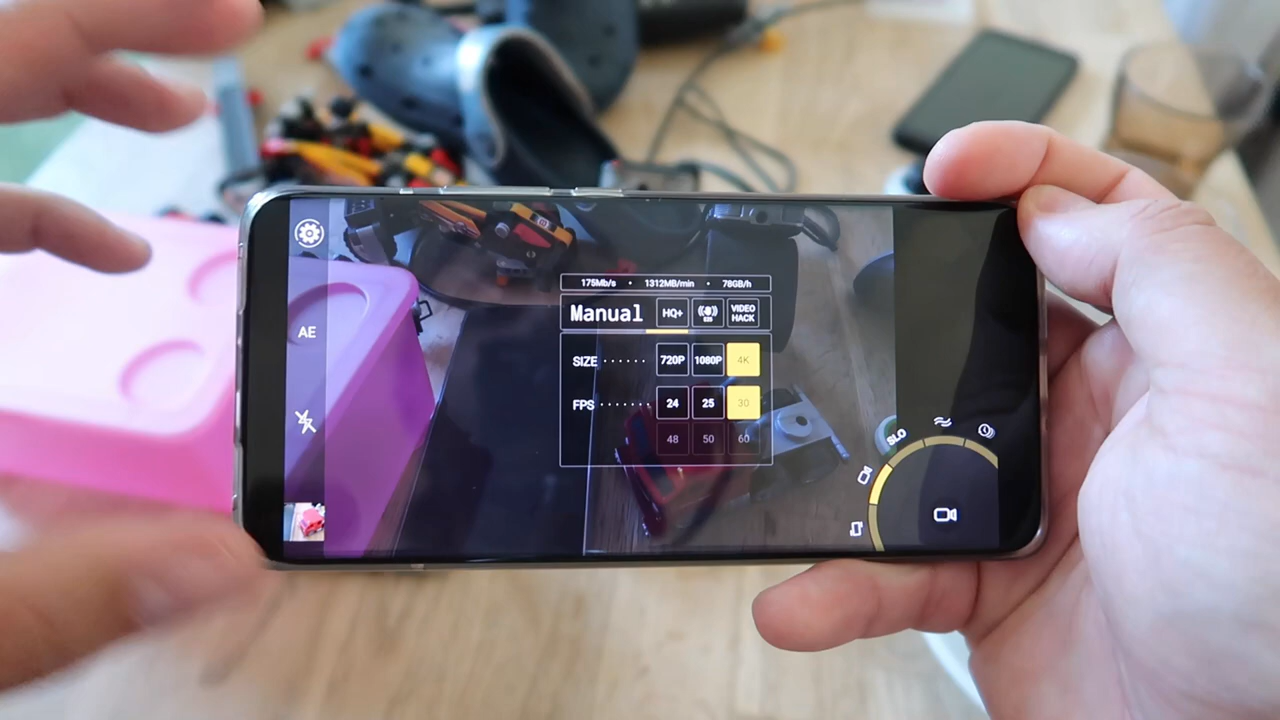 175Mb/s • 1312MB/min • 78GB/h
Manual HQ+ EIS VIDEO HACK
SIZE ······ 720P 1080P 4K
AE
FPS ······· 24 25 30
48 50 60
SLO